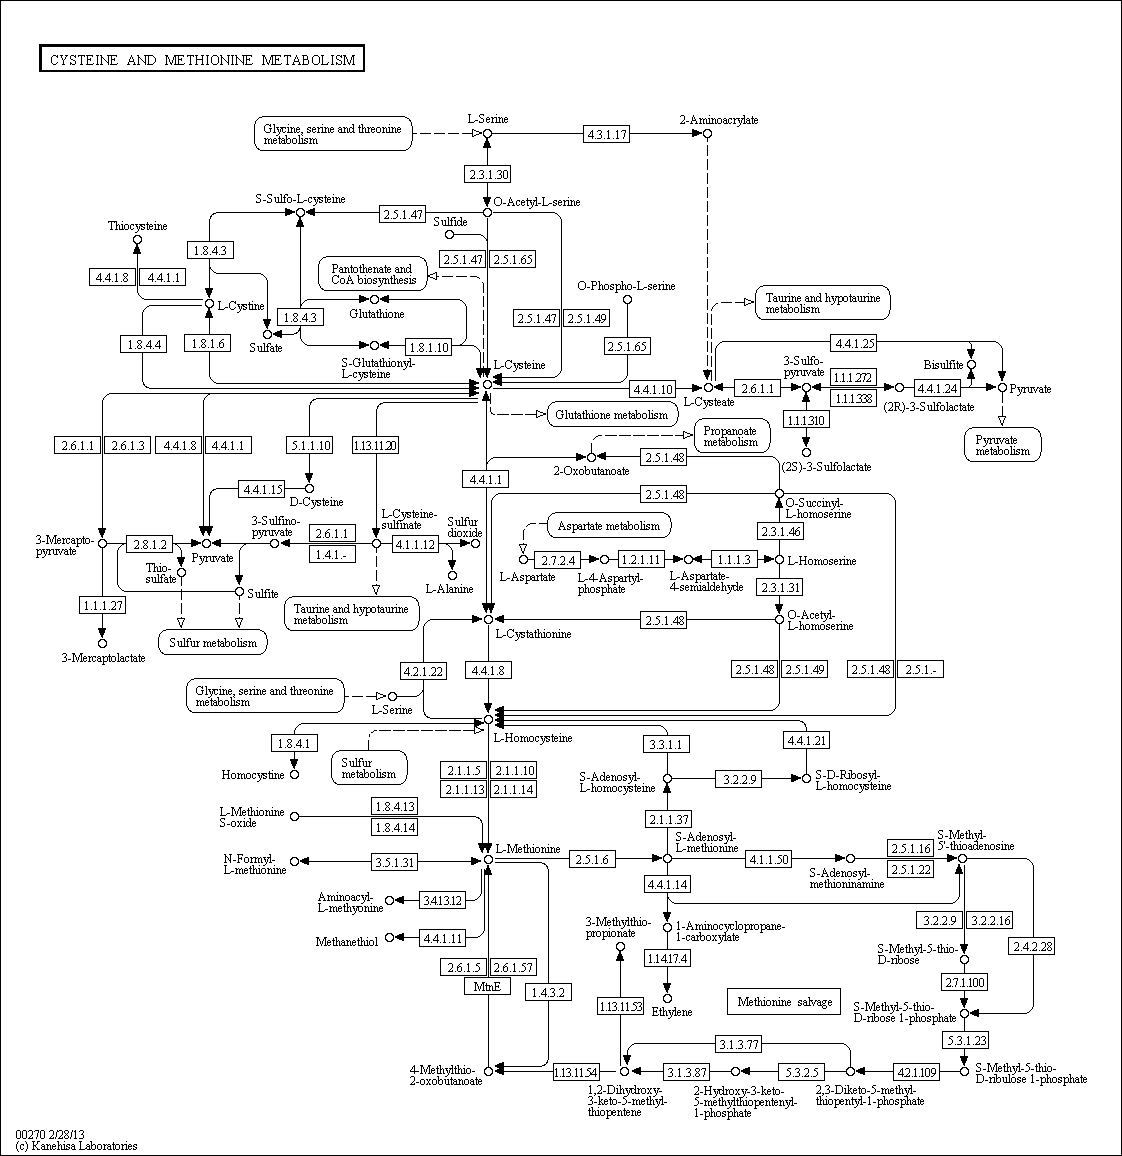 CYSTEINE AND METHIONINE METABOLISM
Glycine, serine and threonine
metabolism
L-Serine
4.3.1.17
2-Aminoacrylate
2.3.1.30
S-Sulfo-L-cysteine
2.5.1.47
O-Acetyl-L-serine
Thiocysteine
Sulfide
1.8.4.3
2.5.1.47
2.5.1.65
4.4.1.8
4.4.1.1
Pantothenate and
CoA biosynthesis
O-Phospho-L-serine
Taurine and hypotaurine
metabolism
L-Cystine
Glutathione
1.8.4.3
2.5.1.47
2.5.1.49
1.8.4.4
1.8.1.6
Sulfate
1.8.1.10
2.5.1.65
4.4.1.25
S-Glutathionyl-
L-cysteine
L-Cysteine
3-Sulfo-
pyruvate
Bisulfite
4.4.1.10
L-Cysteate
2.6.1.1
1.1.1.272
1.1.1.338
4.4.1.24
Pyruvate
(2R)-3-Sulfolactate
Glutathione metabolism
1.1.1.310
2.6.1.1
2.6.1.3
4.4.1.8
4.4.1.1
5.1.1.10
1.13.11.20
Propanoate
metabolism
Pyruvate
metabolism
2-Oxobutanoate
2.5.1.48
(2S)-3-Sulfolactate
4.4.1.1
4.4.1.15
D-Cysteine
2.5.1.48
O-Succinyl-
L-homoserine
3-Sulfino-
pyruvate
L-Cysteine-
sulfinate
Sulfur
dioxide
Aspartate metabolism
2.3.1.46
3-Mercapto-
pyruvate
2.8.1.2
Pyruvate
2.6.1.1
1.4.1.-
4.1.1.12
L-Aspartate
2.7.2.4
L-4-Aspartyl-
phosphate
1.2.1.11
L-Aspartate-
4-semialdehyde
1.1.1.3
L-Homoserine
Thio-
sulfate
Sulfite
L-Alanine
2.3.1.31
1.1.1.27
Taurine and hypotaurine
metabolism
O-Acetyl-
L-homoserine
Sulfur metabolism
L-Cystathionine
2.5.1.48
3-Mercaptolactate
4.2.1.22
4.4.1.8
2.5.1.48
2.5.1.49
2.5.1.48
2.5.1.-
Glycine, serine and threonine
metabolism
L-Serine
L-Homocysteine
1.8.4.1
3.3.1.1
4.4.1.21
Homocystine
Sulfur
metabolism
2.1.1.5
2.1.1.10
2.1.1.13
2.1.1.14
S-Adenosyl-
L-homocysteine
3.2.2.9
S-D-Ribosyl-
L-homocysteine
L-Methionine
S-oxide
1.8.4.13
1.8.4.14
2.1.1.37
N-Formyl-
L-methionine
3.5.1.31
L-Methionine
2.5.1.6
S-Adenosyl-
L-methionine
4.1.1.50
S-Adenosyl-
methioninamine
2.5.1.16
2.5.1.22
S-Methyl-
5'-thioadenosine
4.4.1.14
Aminoacyl-
L-methyonine
3.4.13.12
Methanethiol
4.4.1.11
3-Methylthio-
propionate
1-Aminocyclopropane-
1-carboxylate
3.2.2.9
3.2.2.16
2.4.2.28
S-Methyl-5-thio-
D-ribose
2.6.1.5
2.6.1.57
MtnE
1.4.3.2
1.14.17.4
2.7.1.100
1.13.11.53
Ethylene
Methionine salvage
S-Methyl-5-thio-
D-ribose 1-phosphate
3.1.3.77
5.3.1.23
4-Methylthio-
2-oxobutanoate
1.13.11.54
1,2-Dihydroxy-
3-keto-5-methyl-
thiopentene
3.1.3.87
2-Hydroxy-3-keto-
5-methylthiopentenyl-
1-phosphate
5.3.2.5
2,3-Diketo-5-methyl-
thiopentyl-1-phosphate
4.2.1.109
S-Methyl-5-thio-
D-ribulose 1-phosphate
00270 2/28/13
(c) Kanehisa Laboratories